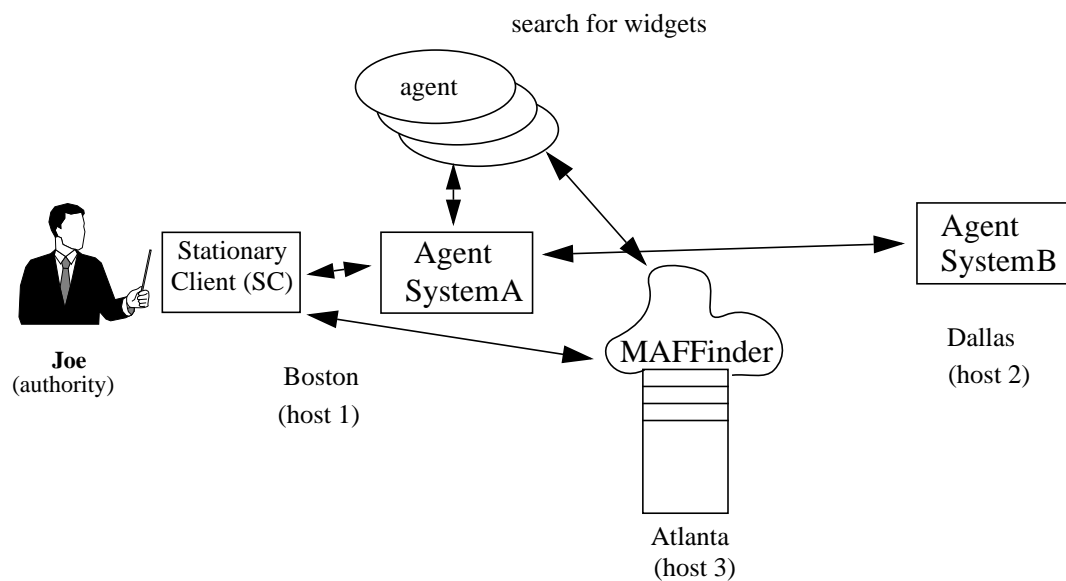 search for widgets
agent
Stationary
Client (SC)
Agent
SystemA
Agent
SystemB
Joe
(authority)
Boston
(host 1)
MAFFinder
Dallas
(host 2)
Atlanta
(host 3)